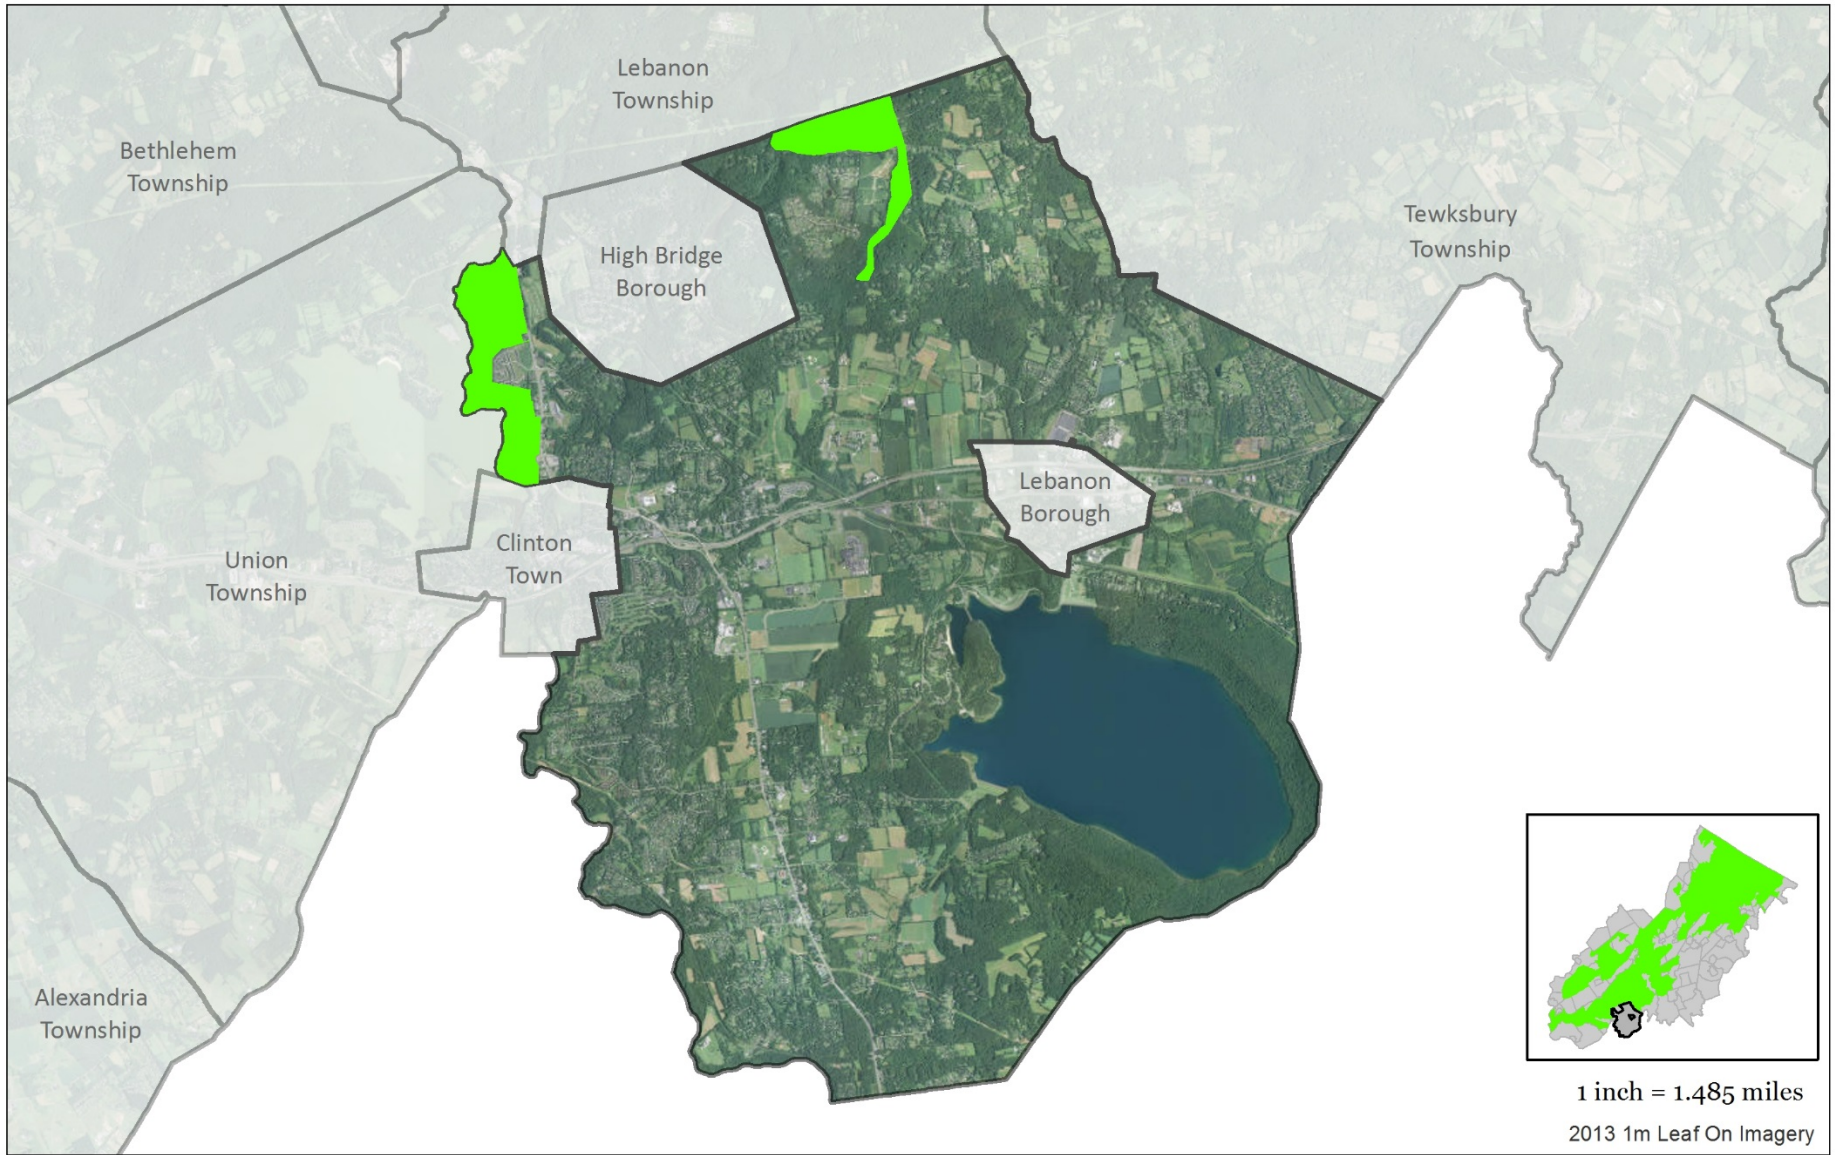 Lebanon
Township
Bethlehem
Township
Tewksbury
Township
High Bridge
Borough
Lebanon
Borough
Clinton
Town
Union
Township
Alexandria
Township
1 inch = 1.485 miles
2013 1m Leaf On Imagery